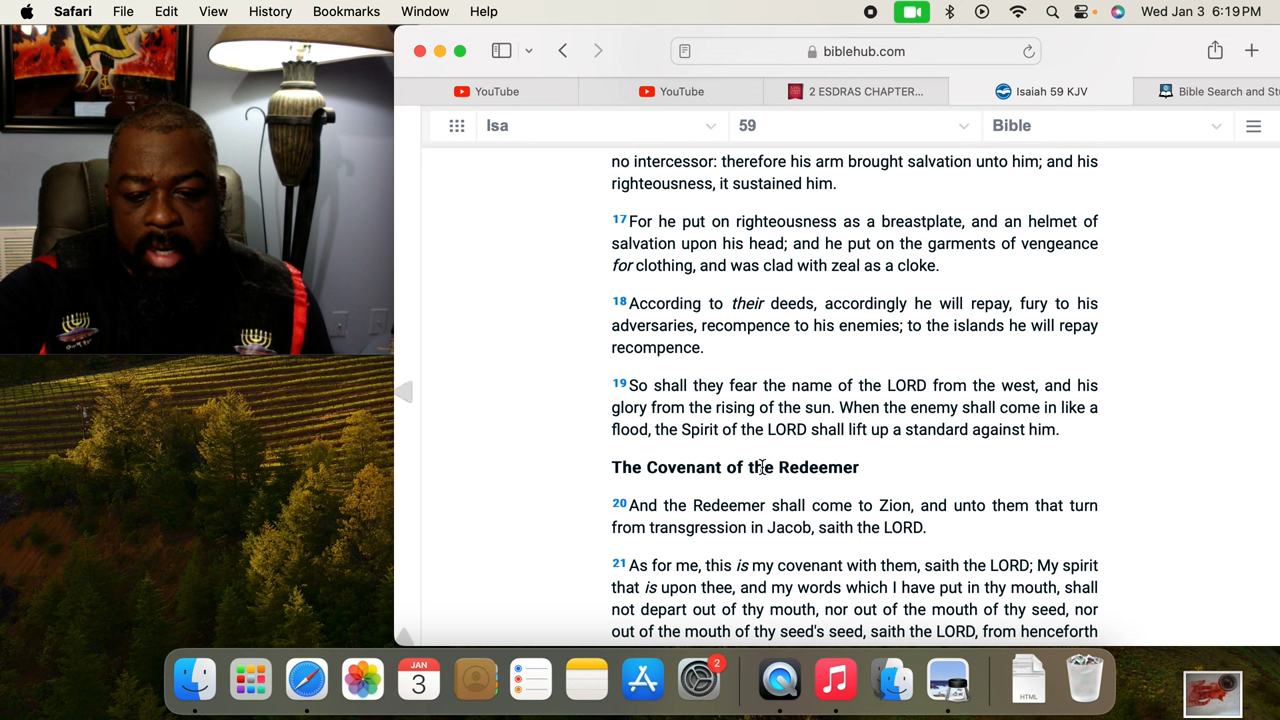 Safari File Edit View History Bookmarks Window Help Wed Jan 3 6:19 PM
biblehub.com
YouTube YouTube 2 ESDRAS CHAPTER... Isaiah 59 KJV Bible Search and Stu
Isa 59 Bible
no intercessor: therefore his arm brought salvation unto him; and his
righteousness, it sustained him.
17 For he put on righteousness as a breastplate, and an helmet of
salvation upon his head; and he put on the garments of vengeance
for clothing, and was clad with zeal as a cloke.
18 According to their deeds, accordingly he will repay, fury to his
adversaries, recompence to his enemies; to the islands he will repay
recompence.
19 So shall they fear the name of the LORD from the west, and his
glory from the rising of the sun. When the enemy shall come in like a
flood, the Spirit of the LORD shall lift up a standard against him.
The Covenant of the Redeemer
20 And the Redeemer shall come to Zion, and unto them that turn
from transgression in Jacob, saith the LORD.
21 As for me, this is my covenant with them, saith the LORD; My spirit
that is upon thee, and my words which I have put in thy mouth, shall
not depart out of thy mouth, nor out of the mouth of thy seed, nor
out of the mouth of thy seed's seed, saith the LORD, from henceforth
JAN
3
2
HTML